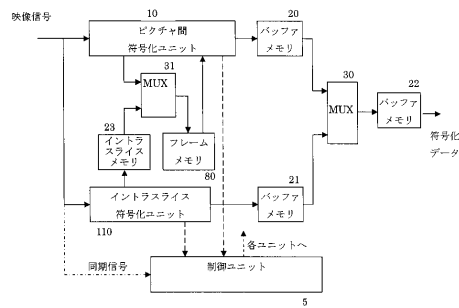 映像信号
10
ピクチャ間
符号化ユニット
20
バッファ
メモリ
31
MUX
30
MUX
22
バッファ
メモリ
符号化
データ
23
イントラ
スライス
メモリ
フレーム
メモリ
80
イントラスライス
符号化ユニット
110
21
バッファ
メモリ
各ユニットへ
同期信号
制御ユニット
5